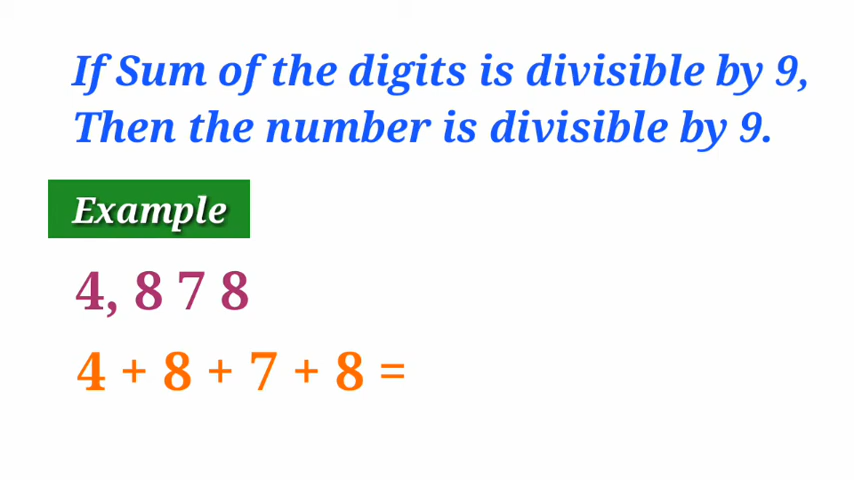 If Sum of the digits is divisible by 9,
Then the number is divisible by 9.
Example
4, 8 7 8
4 + 8 + 7 + 8 =